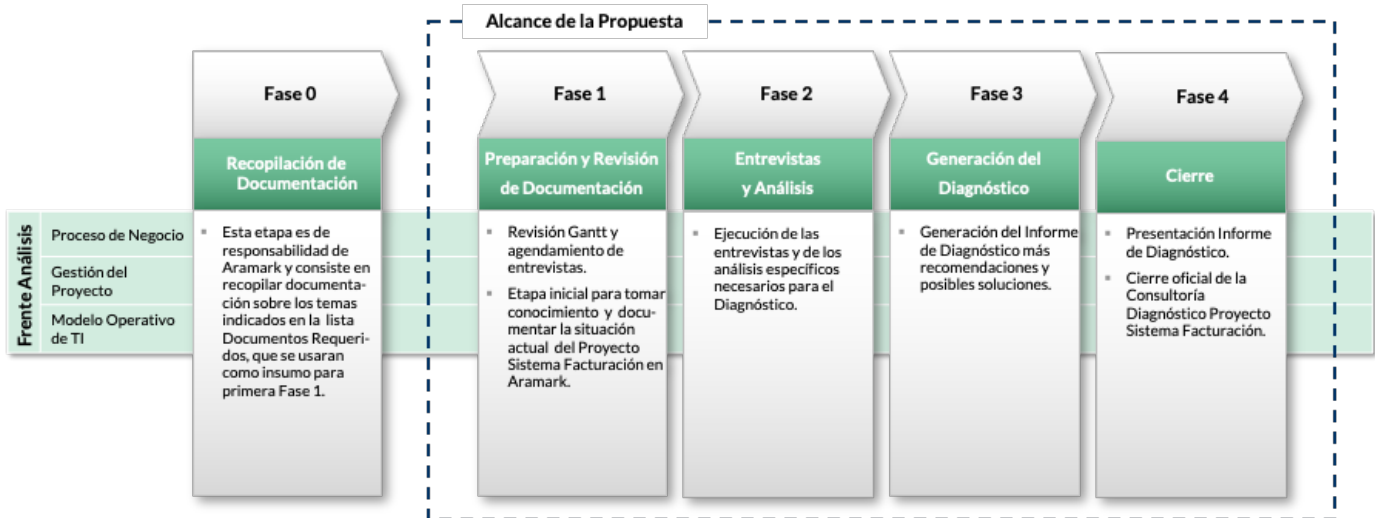 Alcance de la Propuesta
Fase 0
Fase 1
Fase 2
Fase 3
Fase 4
Recopilación de
Documentación
Preparación y Revisión
de Documentación
Entrevistas
y Análisis
Generación del
Diagnóstico
Cierre
Frente Análisis
Proceso de Negocio
Gestión del
Proyecto
Modelo Operativo
de TI
▪ Esta etapa es de
responsabilidad de
Aramark y consiste en
recopilar documenta-
ción sobre los temas
indicados en la lista
Documentos Requeri-
dos, que se usaran
como insumo para
primera Fase 1.
▪ Revisión Gantt y
agendamiento de
entrevistas.
▪ Etapa inicial para tomar
conocimiento y docu-
mentar la situación
actual del Proyecto
Sistema Facturación en
Aramark.
▪ Ejecución de las
entrevistas y de los
análisis específicos
necesarios para el
Diagnóstico.
▪ Generación del Informe
de Diagnóstico más
recomendaciones y
posibles soluciones.
▪ Presentación Informe
de Diagnóstico.
▪ Cierre oficial de la
Consultoría
Diagnóstico Proyecto
Sistema Facturación.